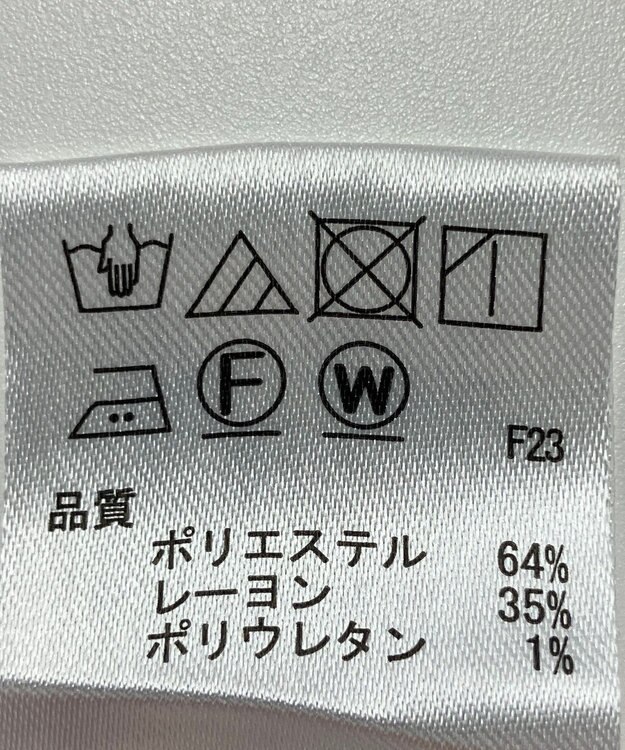 F W
F23
品質
ポリエステル 64%
レーヨン 35%
ポリウレタン 1%